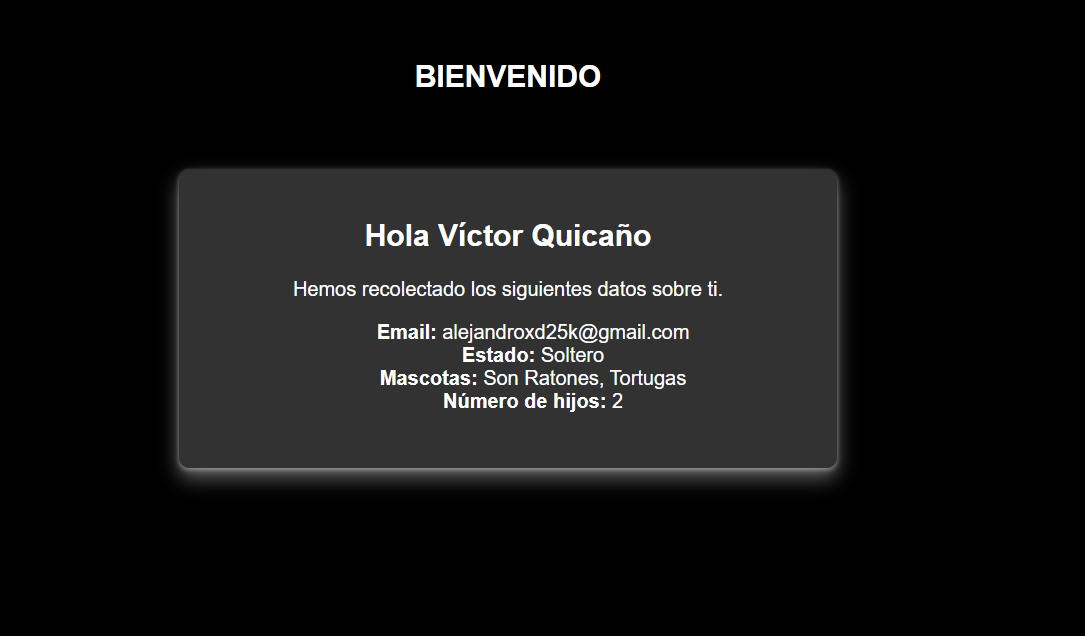 BIENVENIDO
Hola Víctor Quicaño
Hemos recolectado los siguientes datos sobre ti.
Email: alejandroxd25k@gmail.com
Estado: Soltero
Mascotas: Son Ratones, Tortugas
Número de hijos: 2